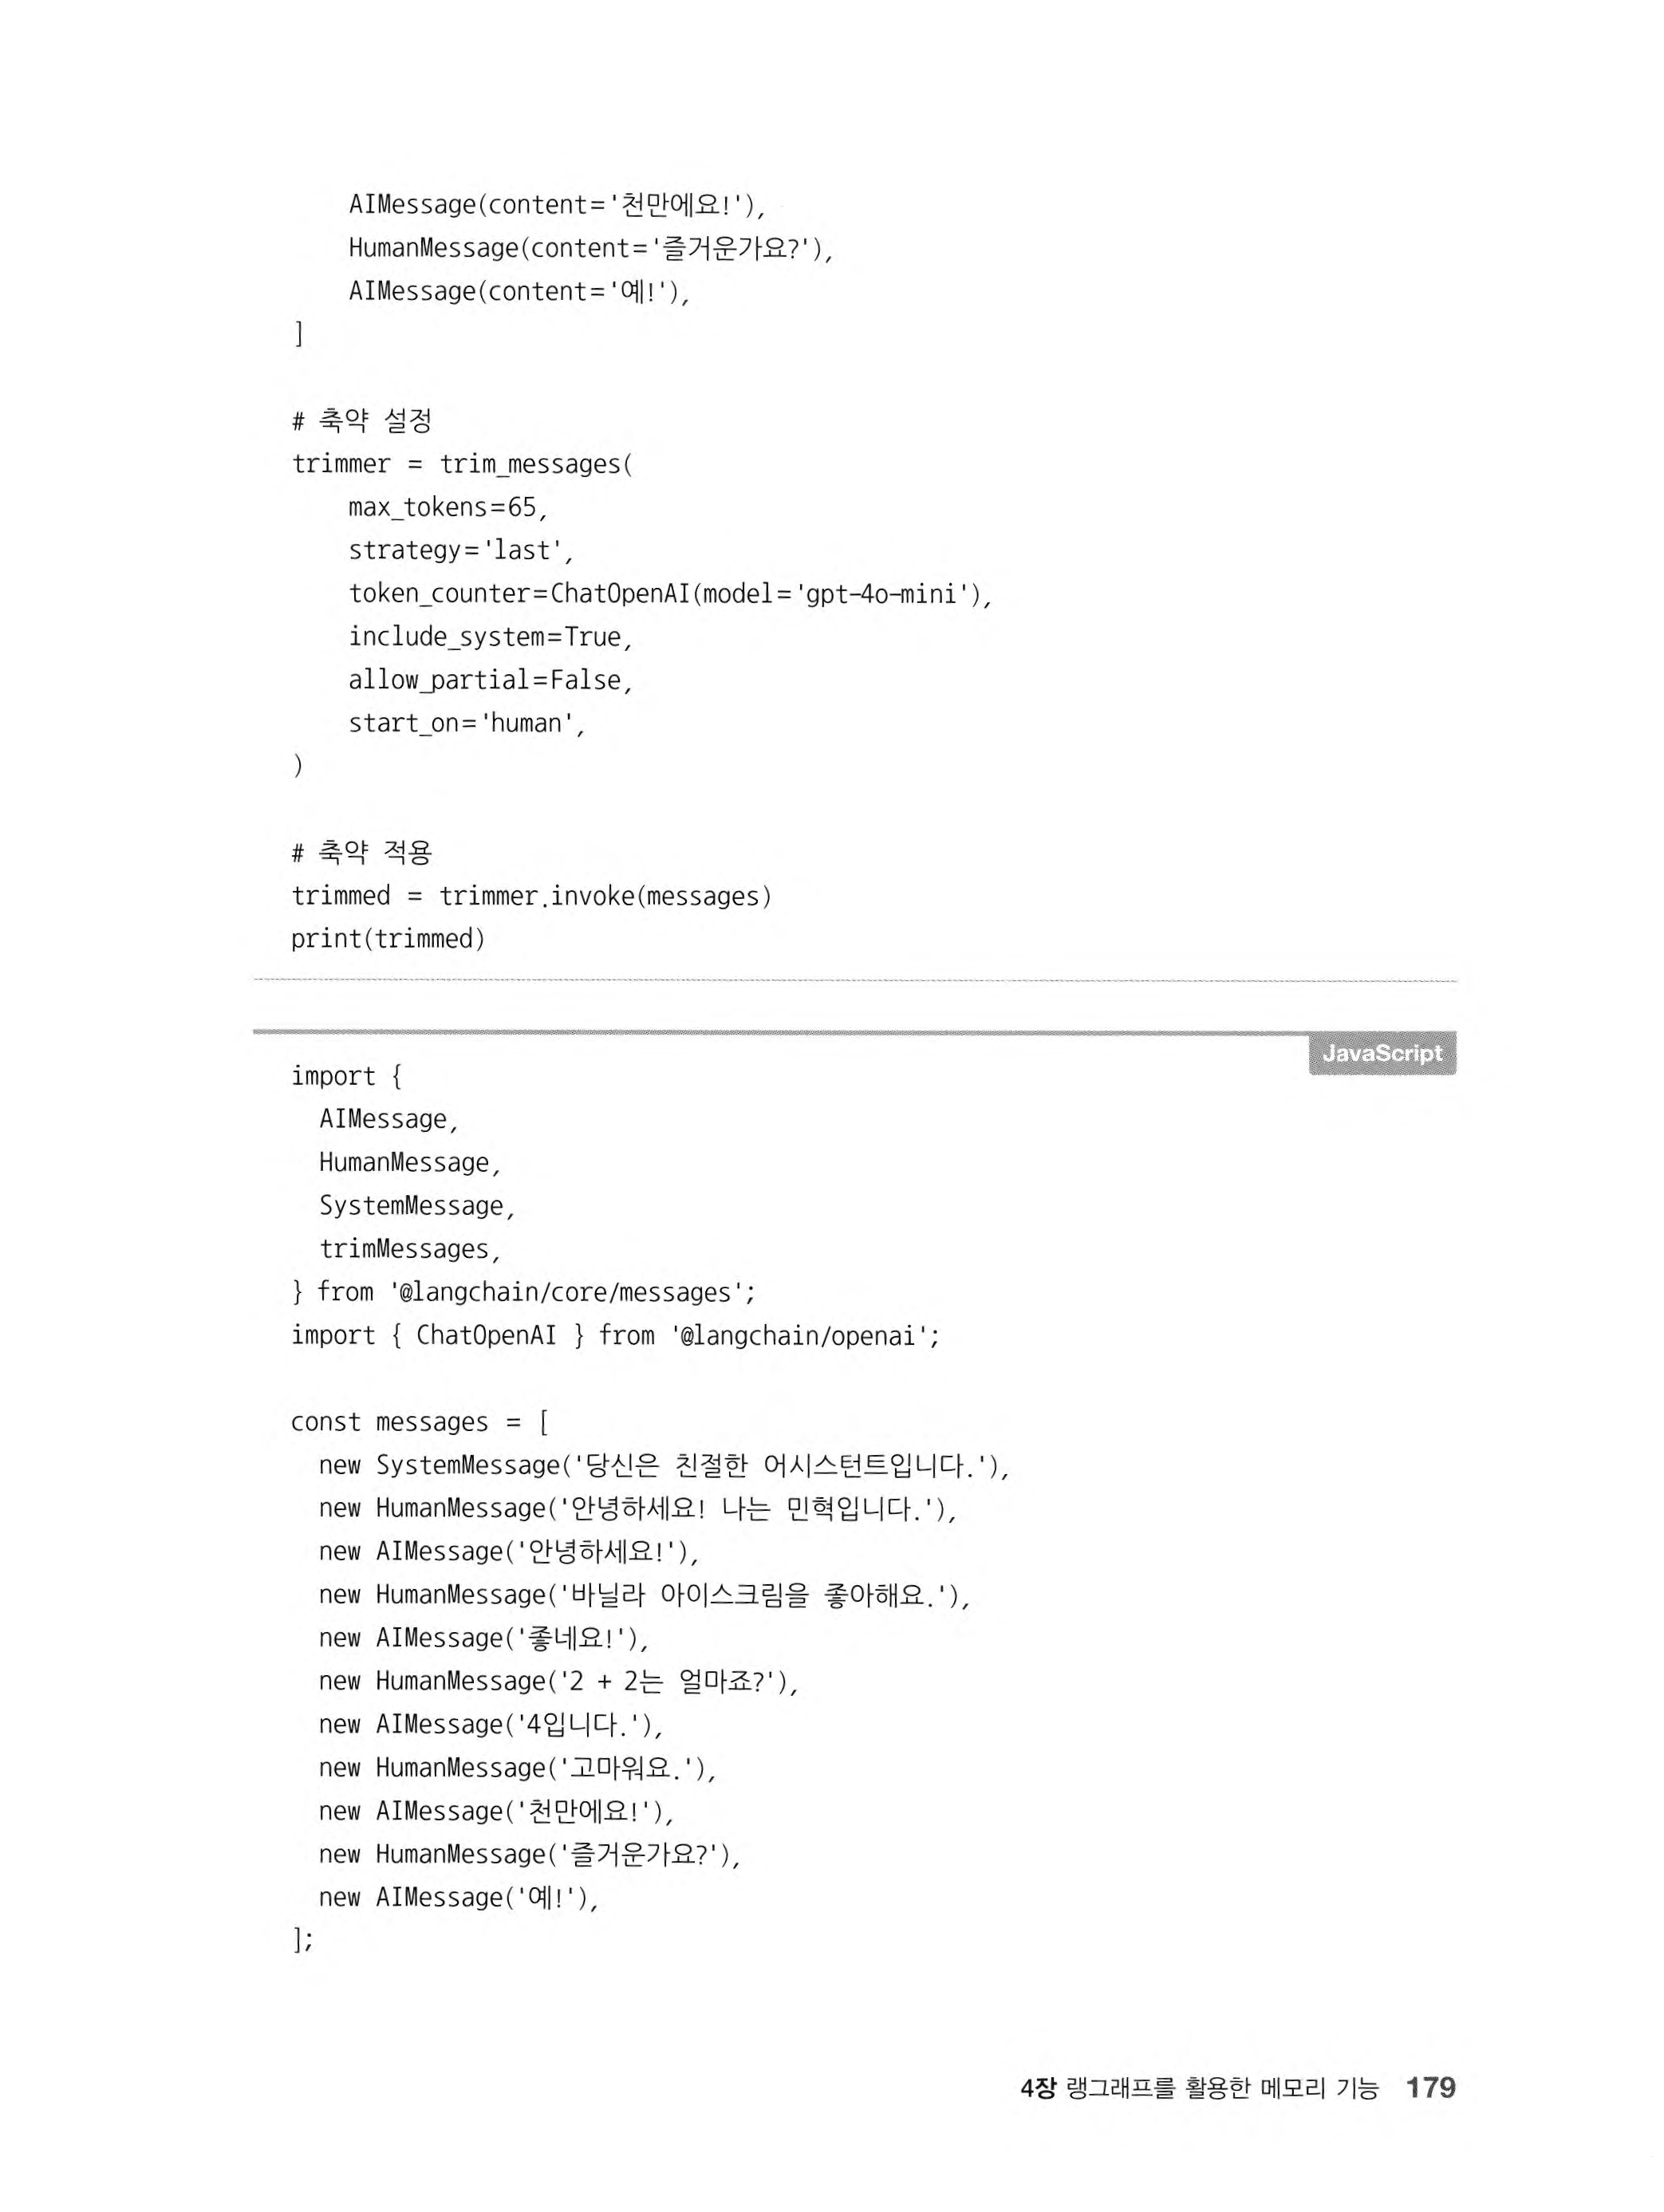 AIMessage(content='천만에요!'),
    HumanMessage(content='즐거운가요?'),
    AIMessage(content='예!'),
]

# 축약 설정
trimmer = trim_messages(
    max_tokens=65,
    strategy='last',
    token_counter=ChatOpenAI(model='gpt-4o-mini'),
    include_system=True,
    allow_partial=False,
    start_on='human',
)

# 축약 적용
trimmed = trimmer.invoke(messages)
print(trimmed)

JavaScript
import {
  AIMessage,
  HumanMessage,
  SystemMessage,
  trimMessages,
} from '@langchain/core/messages';
import { ChatOpenAI } from '@langchain/openai';

const messages = [
  new SystemMessage('당신은 친절한 어시스턴트입니다.'),
  new HumanMessage('안녕하세요! 나는 민혁입니다.'),
  new AIMessage('안녕하세요!'),
  new HumanMessage('바닐라 아이스크림을 좋아해요.'),
  new AIMessage('좋네요!'),
  new HumanMessage('2 + 2는 얼마죠?'),
  new AIMessage('4입니다.'),
  new HumanMessage('고마워요.'),
  new AIMessage('천만에요!'),
  new HumanMessage('즐거운가요?'),
  new AIMessage('예!'),
];

4장 랭그래프를 활용한 메모리 기능 179